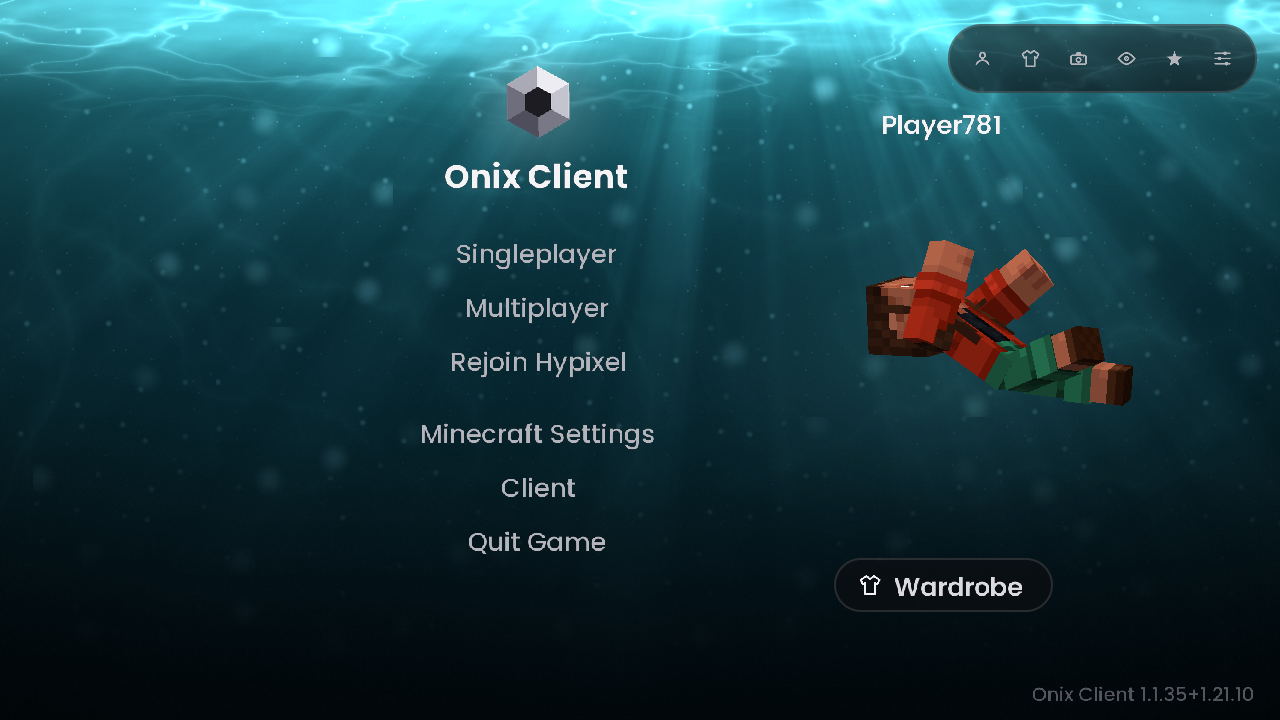 Player781
Onix Client
Singleplayer
Multiplayer
Rejoin Hypixel
Minecraft Settings
Client
Quit Game
Wardrobe
Onix Client 1.1.35+1.21.10